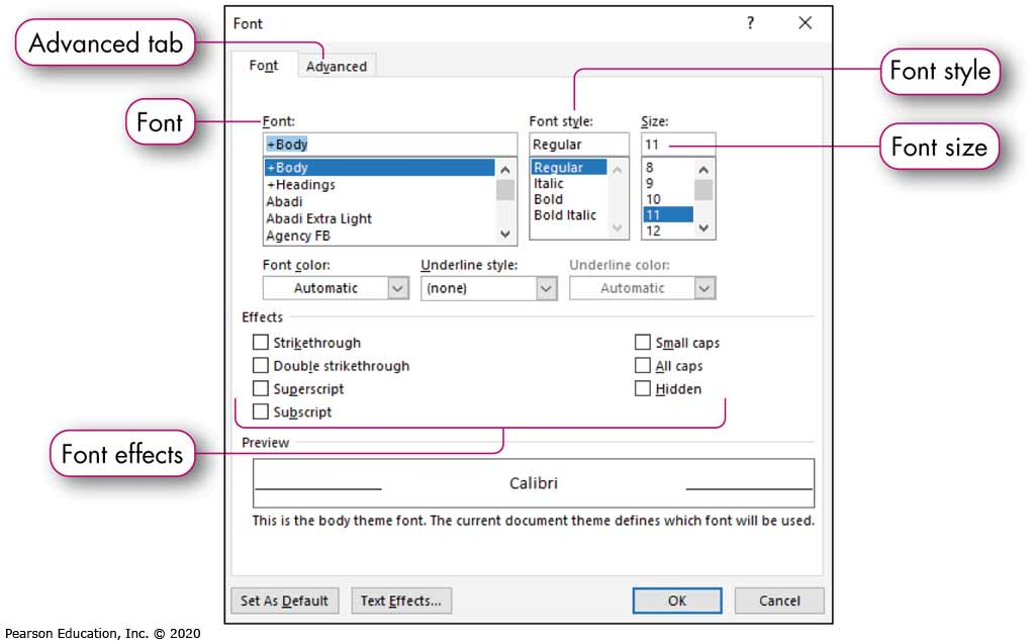 Font ?
Advanced tab
Font Advanced
Font style
Font
Font: Font style: Size:
+Body Regular 11
Font size
+Body Regular 8
+Headings Italic 9
Abadi Bold 10
Abadi Extra Light Bold Italic 11
Agency FB 12
Font color: Underline style: Underline color:
Automatic (none) Automatic
Effects
Strikethrough Small caps
Double strikethrough All caps
Superscript Hidden
Subscript
Font effects
Preview
Calibri
This is the body theme font. The current document theme defines which font will be used.
Set As Default Text Effects... OK Cancel
Pearson Education, Inc. © 2020